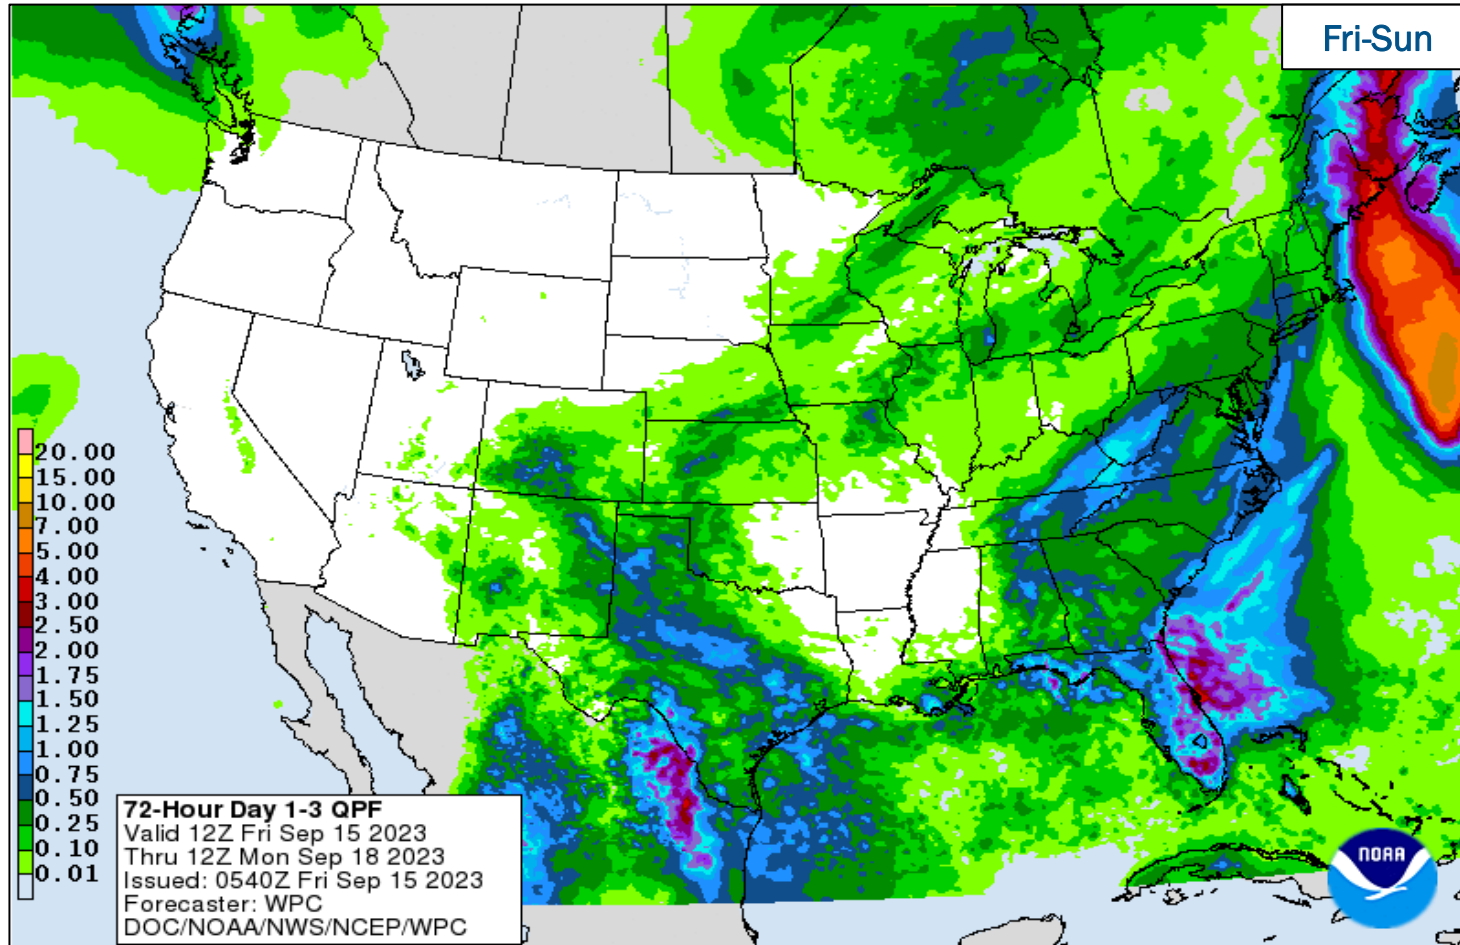 Fri-Sun
20.00
15.00
10.00
7.00
5.00
4.00
3.00
2.50
2.00
1.75
1.50
1.25
1.00
0.75
0.50
0.25
0.10
0.01
72-Hour Day 1-3 QPF
Valid 12Z Fri Sep 15 2023
Thru 12Z Mon Sep 18 2023
Issued: 0540Z Fri Sep 15 2023
Forecaster: WPC
DOC/NOAA/NWS/NCEP/WPC
NOAA